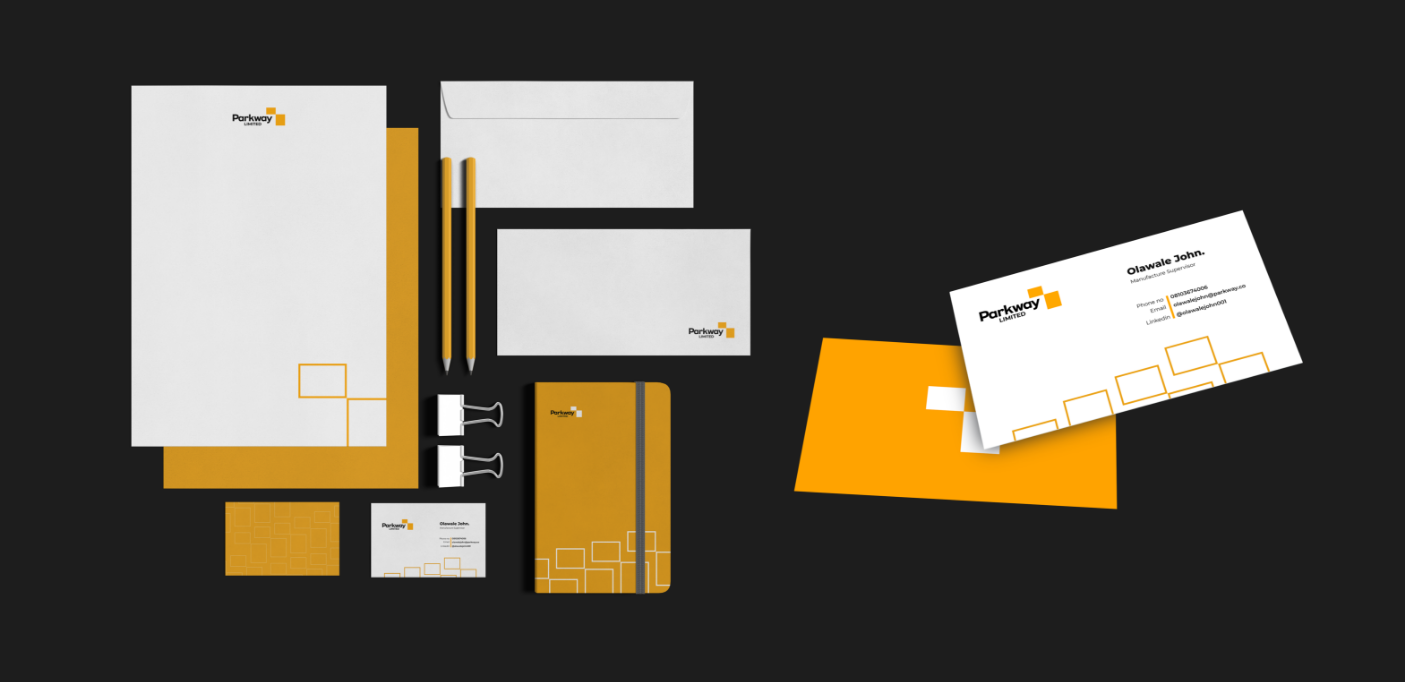 Parkway
LIMITED
Parkway
LIMITED
Parkway
LIMITED
Parkway
LIMITED
Olawale John.
Parkway
LIMITED
Olawale John.
Manufacture Supervisor
Phone no 08103674006
Email olawalejohn@parkway.co
LinkedIn @olawalejohn001